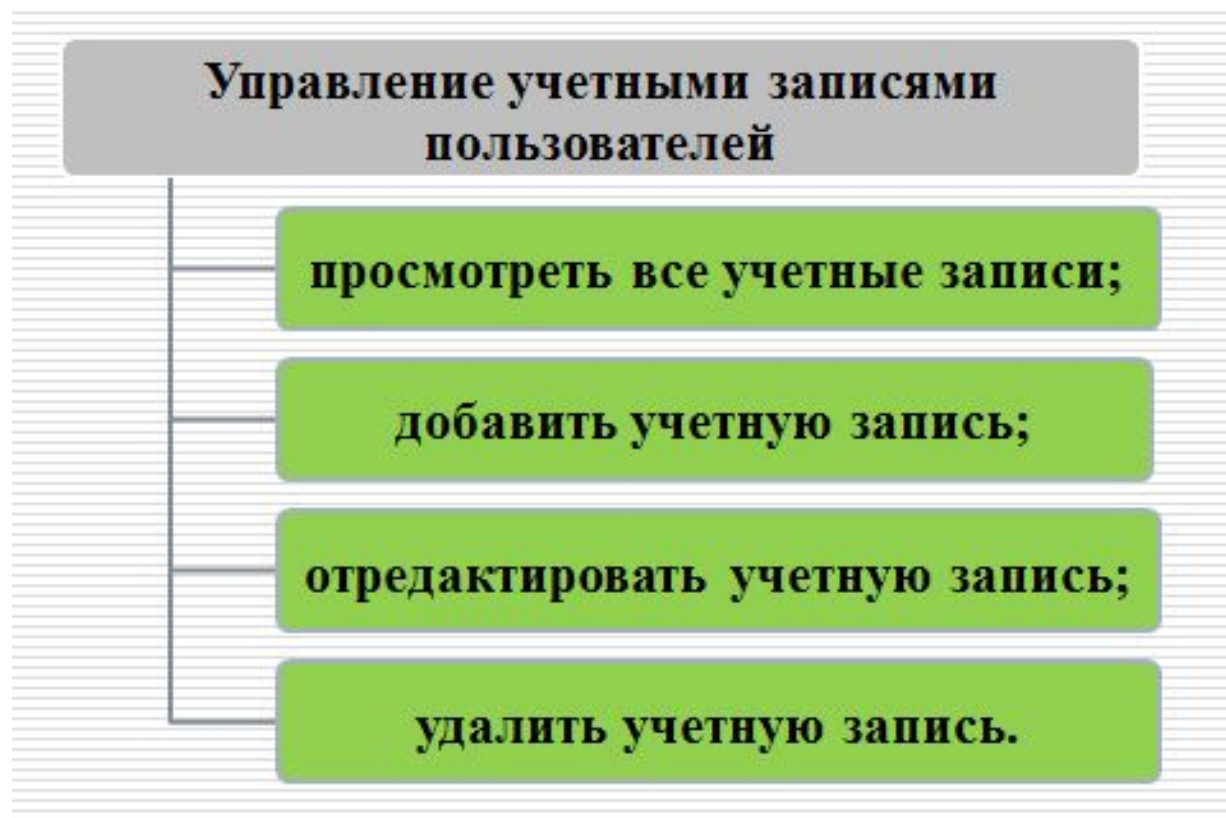 Управление учетными записями
пользователей
просмотреть все учетные записи;
добавить учетную запись;
отредактировать учетную запись;
удалить учетную запись.